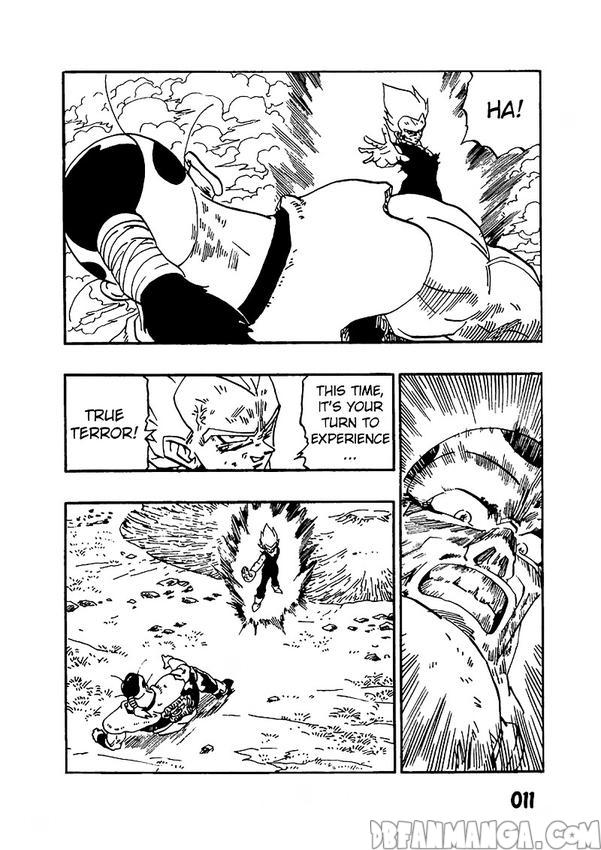 HA!
THIS TIME,
IT'S YOUR
TURN TO
EXPERIENCE
...
TRUE
TERROR!
011
DBFANMANGA.COM